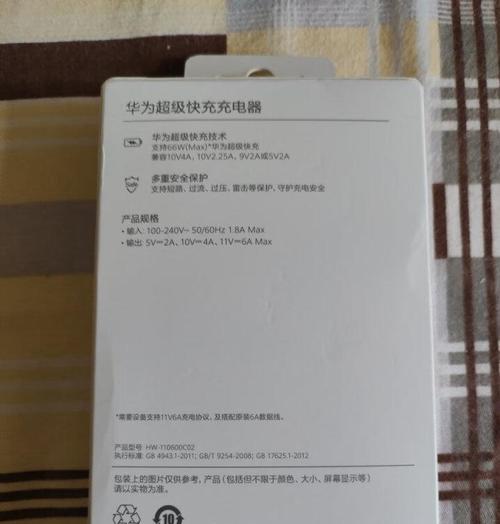 华为超级快充充电器
华为超级快充技术
支持66W(Max)*华为超级快充
兼容10V4A, 10V2.25A, 9V2A或5V2A
Safe
多重安全保护
支持短路、过流、过压、雷击等保护, 守护充电安全
产品规格
• 输入: 100-240V~ 50/60Hz 1.8A Max
• 输出: 5V⎓2A, 10V⎓4A, 11V⎓6A Max
*需要设备支持11V6A充电协议, 及搭配原装6A数据线。
产品型号: HW-110600C02
执行标准: GB 4943.1-2011; GB/T 9254-2008; GB 17625.1-2012
包装上的图片仅供参考, 产品 (包括但不限于颜色、大小、屏幕显示等)
请以实物为准。
10